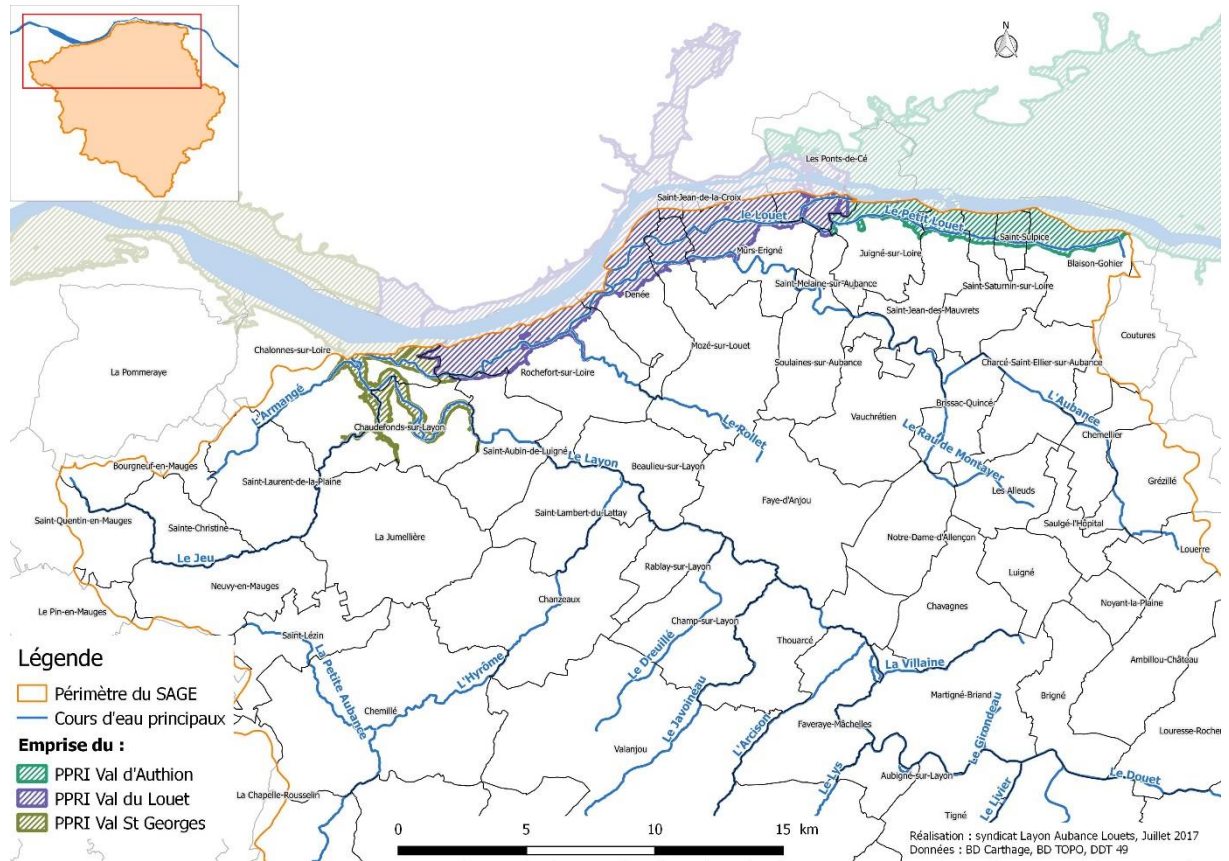 N
Les Ponts-de-Cé
Saint-Jean-de-la-Croix
le Louet
Le Petit Louet
Saint-Sulpice
Mûrs-Erigné
Juigné-sur-Loire
Blaison-Gohier
Saint-Melaine-sur-Aubance
Saint-Saturnin-sur-Loire
Denée
Saint-Jean-des-Mauvrets
Coutures
Chalonnes-sur-Loire
Mozé-sur-Louet
La Pommeraye
Rochefort-sur-Loire
Soulaines-sur-Aubance
Charcé-Saint-Ellier-sur-Aubance
L'Armangé
Brissac-Quincé
L'Aubance
Vauchrétien
Chaudefonds-sur-Layon
Le Rollet
Chemellier
Saint-Aubin-de-Luigné
Le Layon
Le Rau de Montayer
Bourgneuf-en-Mauges
Beaulieu-sur-Layon
Saint-Laurent-de-la-Plaine
Grézillé
Les Alleuds
Faye-d'Anjou
Saint-Quentin-en-Mauges
Saint-Lambert-du-Lattay
Sainte-Christine
Saulgé-l'Hôpital
La Jumellière
Notre-Dame-d'Allençon
Louerre
Le Jeu
Rablay-sur-Layon
Luigné
Neuvy-en-Mauges
Chanzeaux
Noyant-la-Plaine
Chavagnes
Le Pin-en-Mauges
Champ-sur-Layon
Saint-Lézin
Thouarcé
La Petite Aubance
Le Dreuillé
La Villaine
Ambillou-Château
L'Hyrôme
Martigné-Briand
Brigné
Chemillé
Le Javoineau
L'Arcison
Faveraye-Mâchelles
Le Girondeau
Louresse-Rocher
Valanjou
Le Lys
Aubigné-sur-Layon
Le Douet
La Chapelle-Rousselin
Le Livier
Tigné
Légende
Périmètre du SAGE
Cours d'eau principaux
Emprise du :
PPRI Val d'Authion
PPRI Val du Louet
PPRI Val St Georges
0 5 10 15 km
Réalisation : syndicat Layon Aubance Louets, Juillet 2017
Données : BD Carthage, BD TOPO, DDT 49